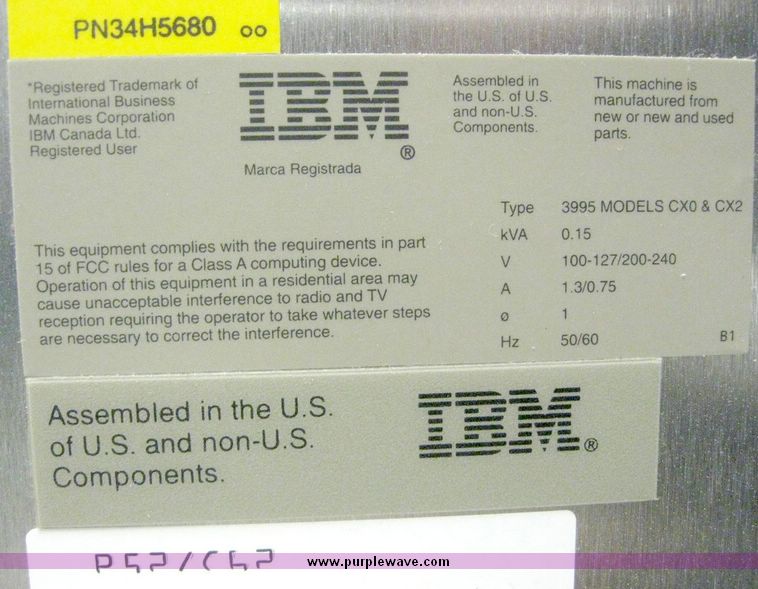 PN34H5680 oo
*Registered Trademark of
International Business
Machines Corporation
IBM Canada Ltd.
Registered User
IBM®
Marca Registrada
Assembled in
the U.S. of U.S.
and non-U.S.
Components.
This machine is
manufactured from
new or new and used
parts.
This equipment complies with the requirements in part
15 of FCC rules for a Class A computing device.
Operation of this equipment in a residential area may
cause unacceptable interference to radio and TV
reception requiring the operator to take whatever steps
are necessary to correct the interference.
Type 3995 MODELS CX0 & CX2
kVA 0.15
V 100-127/200-240
A 1.3/0.75
ø 1
Hz 50/60
B1
Assembled in the U.S.
of U.S. and non-U.S.
Components.
IBM®
www.purplewave.com